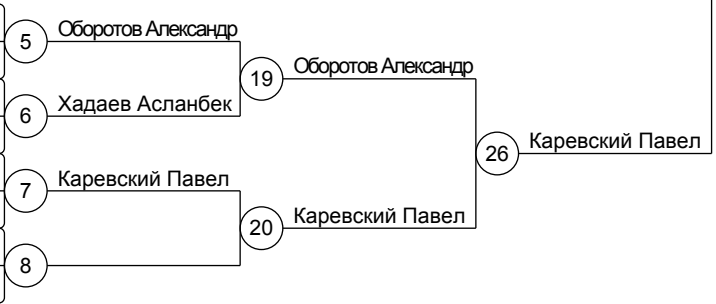 5
Оборотов Александр
19
Оборотов Александр
6
Хадаев Асланбек
26
Каревский Павел
7
Каревский Павел
20
Каревский Павел
8